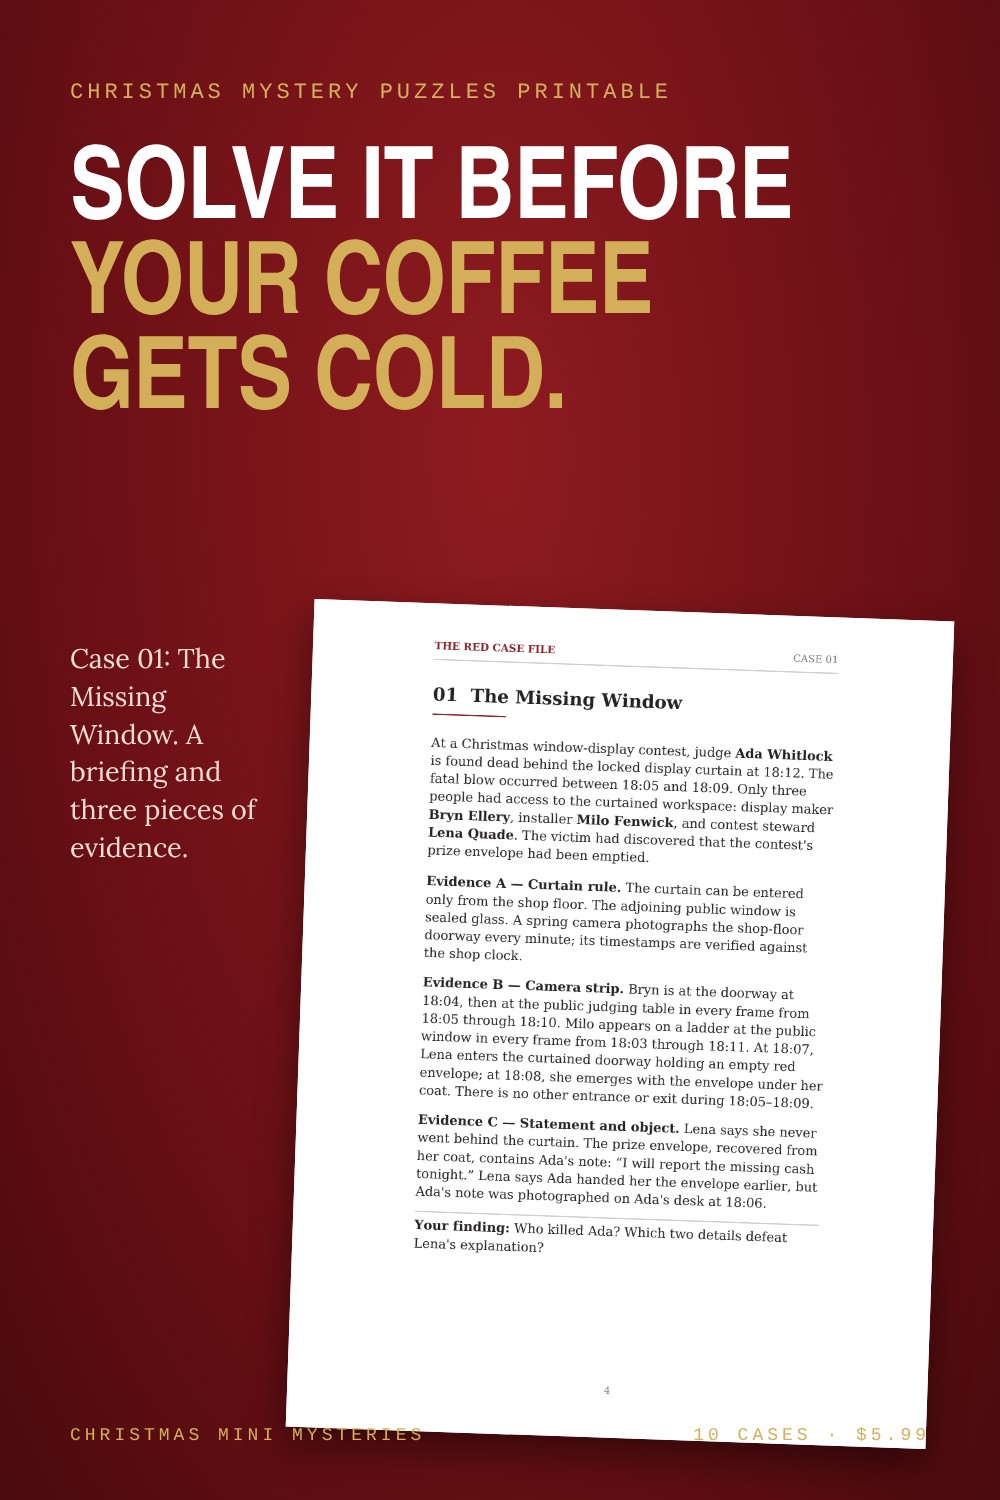 CHRISTMAS MYSTERY PUZZLES PRINTABLE
SOLVE IT BEFORE
YOUR COFFEE
GETS COLD.
Case 01: The
Missing
Window. A
briefing and
three pieces of
evidence.
THE RED CASE FILE
CASE 01
01 The Missing Window
At a Christmas window-display contest, judge Ada Whitlock
is found dead behind the locked display curtain at 18:12. The
fatal blow occurred between 18:05 and 18:09. Only three
people had access to the curtained workspace: display maker
Bryn Ellery, installer Milo Fenwick, and contest steward
Lena Quade. The victim had discovered that the contest's
prize envelope had been emptied.
Evidence A — Curtain rule. The curtain can be entered
only from the shop floor. The adjoining public window is
sealed glass. A spring camera photographs the shop-floor
doorway every minute; its timestamps are verified against
the shop clock.
Evidence B — Camera strip. Bryn is at the doorway at
18:04, then at the public judging table in every frame from
18:05 through 18:10. Milo appears on a ladder at the public
window in every frame from 18:03 through 18:11. At 18:07,
Lena enters the curtained doorway holding an empty red
envelope; at 18:08, she emerges with the envelope under her
coat. There is no other entrance or exit during 18:05–18:09.
Evidence C — Statement and object. Lena says she never
went behind the curtain. The prize envelope, recovered from
her coat, contains Ada's note: “I will report the missing cash
tonight.” Lena says Ada handed her the envelope earlier, but
Ada's note was photographed on Ada's desk at 18:06.
Your finding: Who killed Ada? Which two details defeat
Lena's explanation?
4
CHRISTMAS MINI MYSTERIES
10 CASES · $5.99